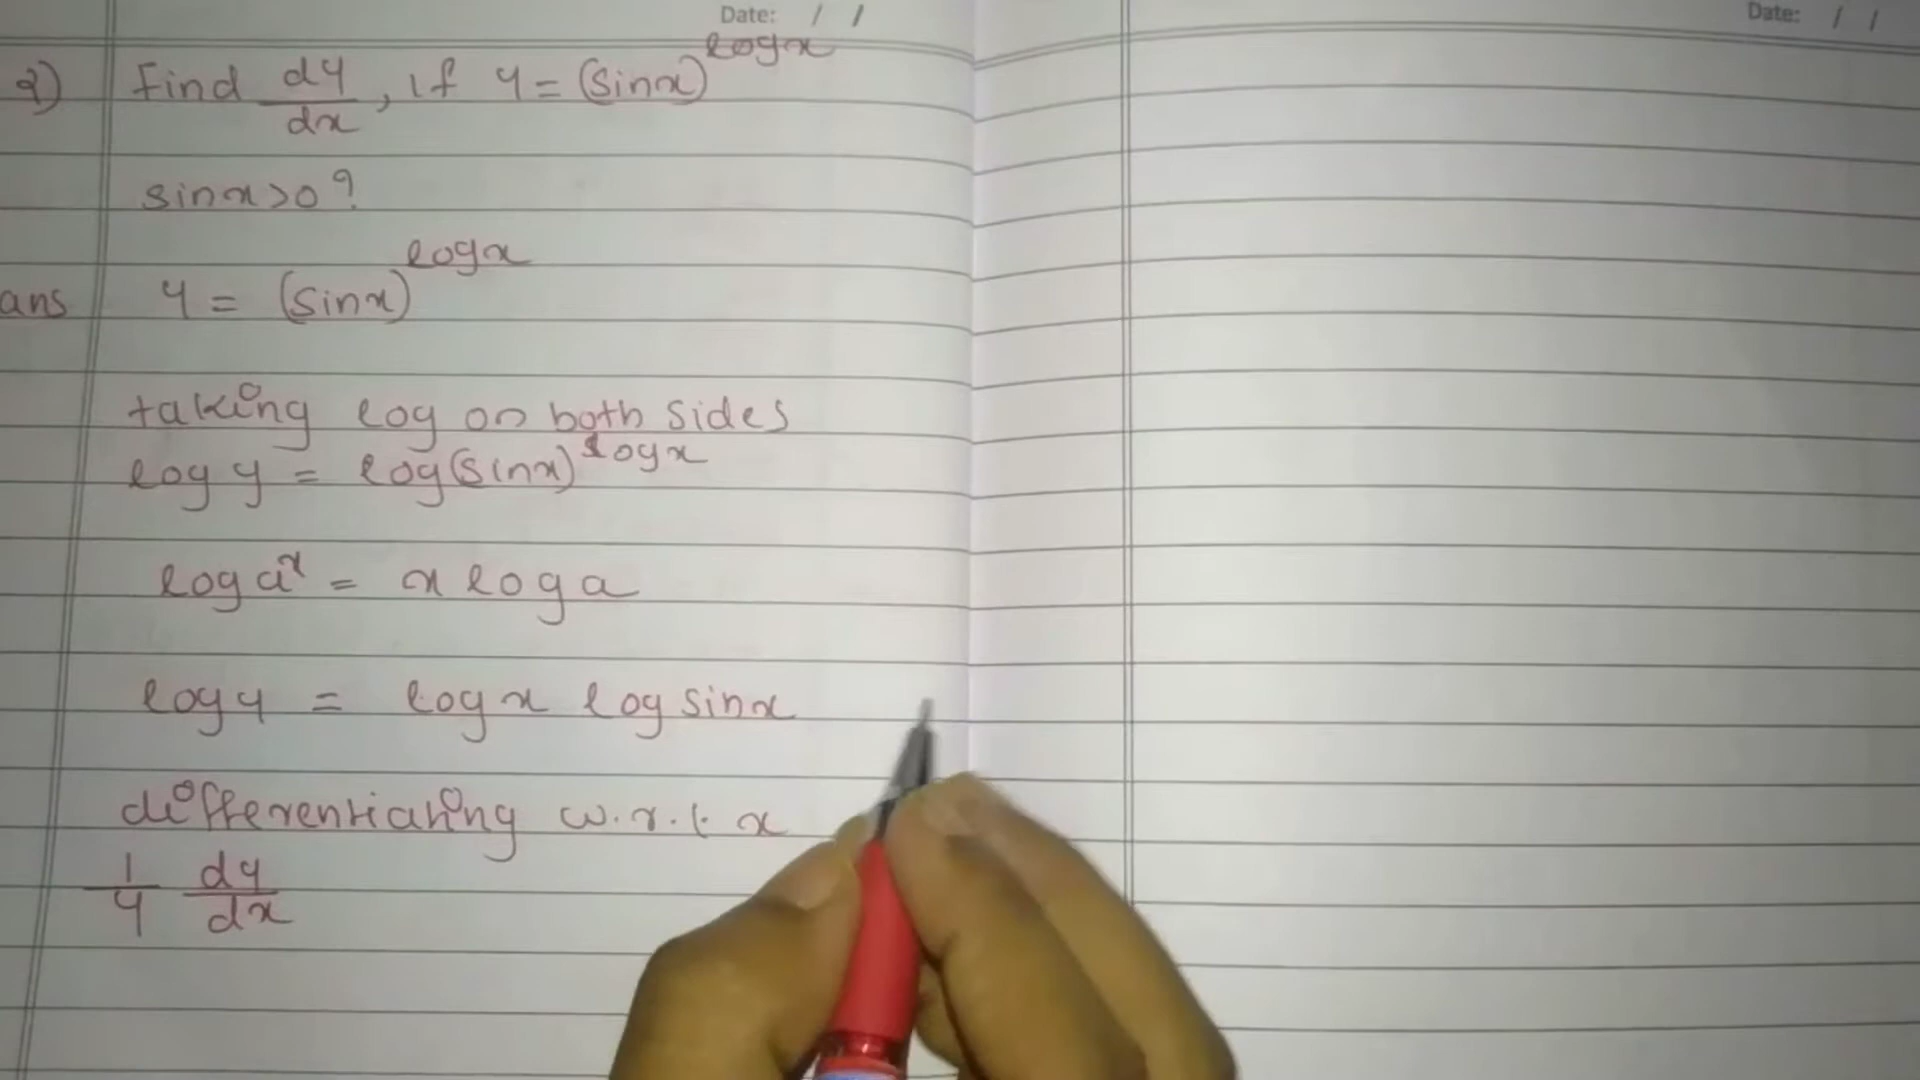 Date: / /
Date: / /
2) Find dy/dx, if y = (sinx)^logx
sinx>0?
ans y = (sinx)^logx
taking log on both sides
log y = log(sinx)^logx
log a^x = x log a
log y = log x log sinx
differentiating w.r.t x
1/y dy/dx